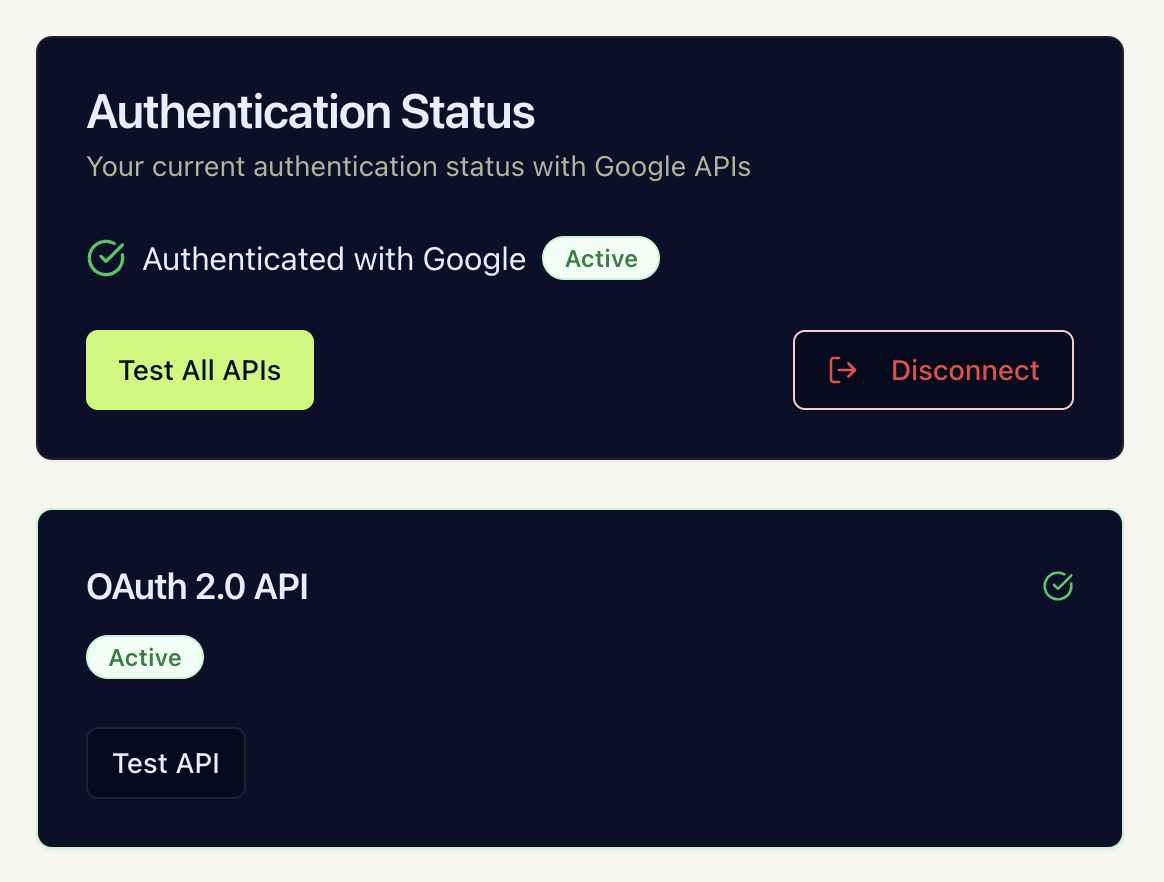 Authentication Status
Your current authentication status with Google APIs
Authenticated with Google Active
Test All APIs Disconnect
OAuth 2.0 API
Active
Test API